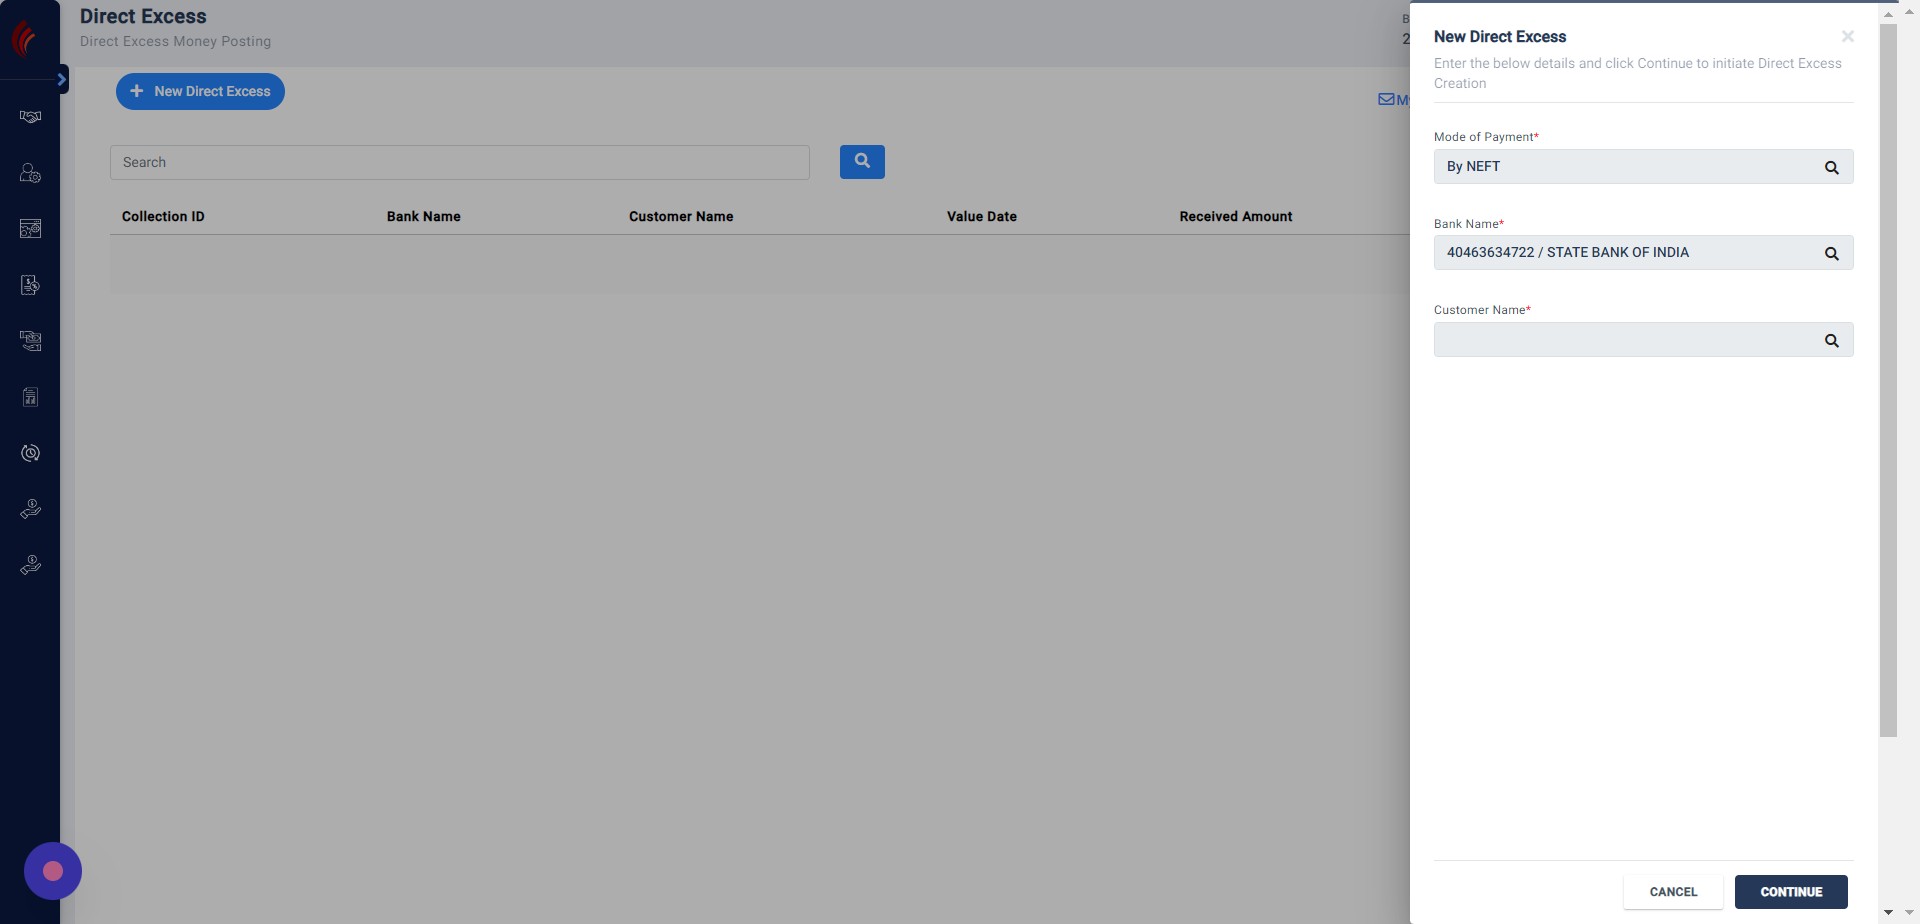 Direct Excess
Direct Excess Money Posting
New Direct Excess
Search
Collection ID
Bank Name
Customer Name
Value Date
Received Amount
New Direct Excess
Enter the below details and click Continue to initiate Direct Excess
Creation
Mode of Payment*
By NEFT
Bank Name*
40463634722 / STATE BANK OF INDIA
Customer Name*
CANCEL
CONTINUE